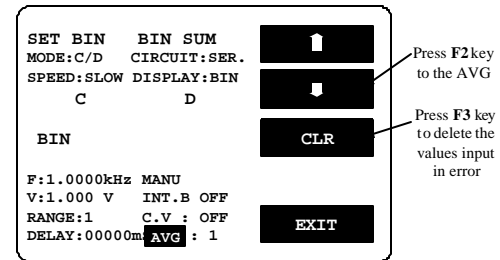 SET BIN BIN SUM
MODE:C/D CIRCUIT:SER.
SPEED:SLOW DISPLAY:BIN
C D
BIN
F:1.0000kHz MANU
V:1.000 V INT.B OFF
RANGE:1 C.V : OFF
DELAY:00000m AVG : 1
CLR
EXIT
Press F2 key
to the AVG
Press F3 key
to delete the
values input
in error